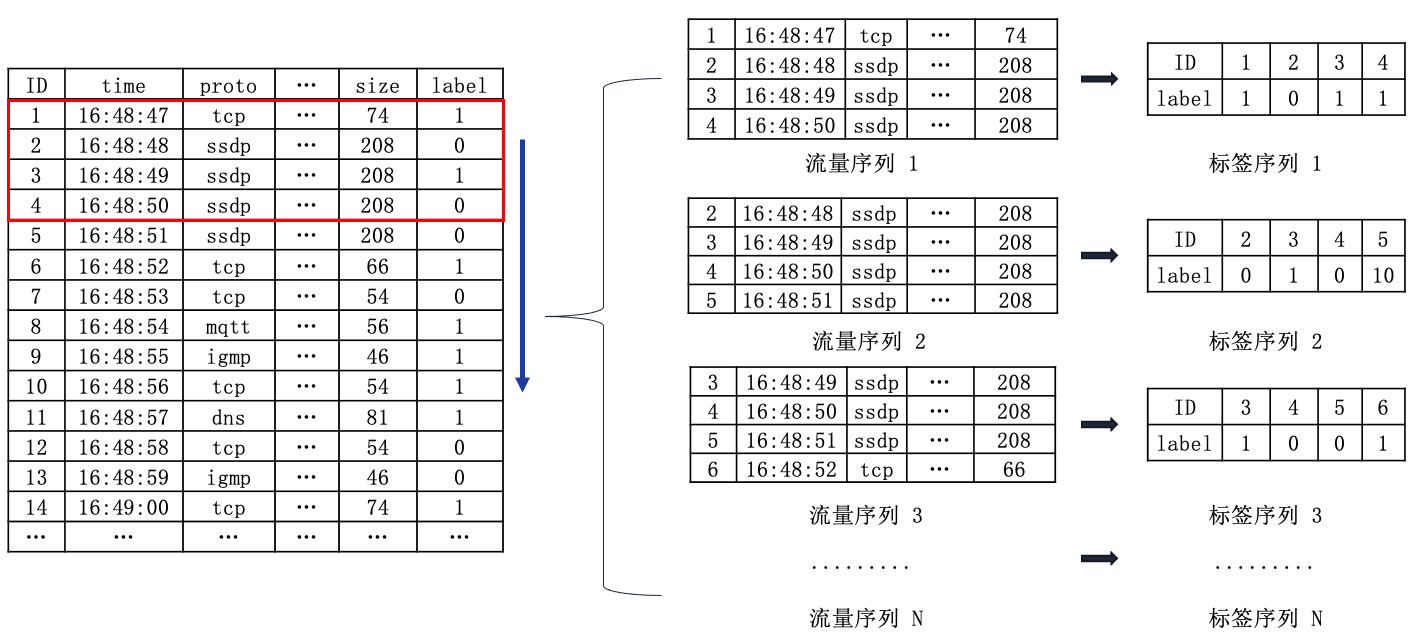 ID time proto ··· size label
1 16:48:47 tcp ··· 74 1
2 16:48:48 ssdp ··· 208 0
3 16:48:49 ssdp ··· 208 1
4 16:48:50 ssdp ··· 208 0
5 16:48:51 ssdp ··· 208 0
6 16:48:52 tcp ··· 66 1
7 16:48:53 tcp ··· 54 0
8 16:48:54 mqtt ··· 56 1
9 16:48:55 igmp ··· 46 1
10 16:48:56 tcp ··· 54 1
11 16:48:57 dns ··· 81 1
12 16:48:58 tcp ··· 54 0
13 16:48:59 igmp ··· 46 0
14 16:49:00 tcp ··· 74 1
··· ··· ··· ··· ··· ···
1 16:48:47 tcp ··· 74
2 16:48:48 ssdp ··· 208
3 16:48:49 ssdp ··· 208
4 16:48:50 ssdp ··· 208
流量序列 1
ID 1 2 3 4
label 1 0 1 1
标签序列 1
2 16:48:48 ssdp ··· 208
3 16:48:49 ssdp ··· 208
4 16:48:50 ssdp ··· 208
5 16:48:51 ssdp ··· 208
流量序列 2
ID 2 3 4 5
label 0 1 0 10
标签序列 2
3 16:48:49 ssdp ··· 208
4 16:48:50 ssdp ··· 208
5 16:48:51 ssdp ··· 208
6 16:48:52 tcp ··· 66
流量序列 3
ID 3 4 5 6
label 1 0 0 1
标签序列 3
·········
·········
流量序列 N
标签序列 N